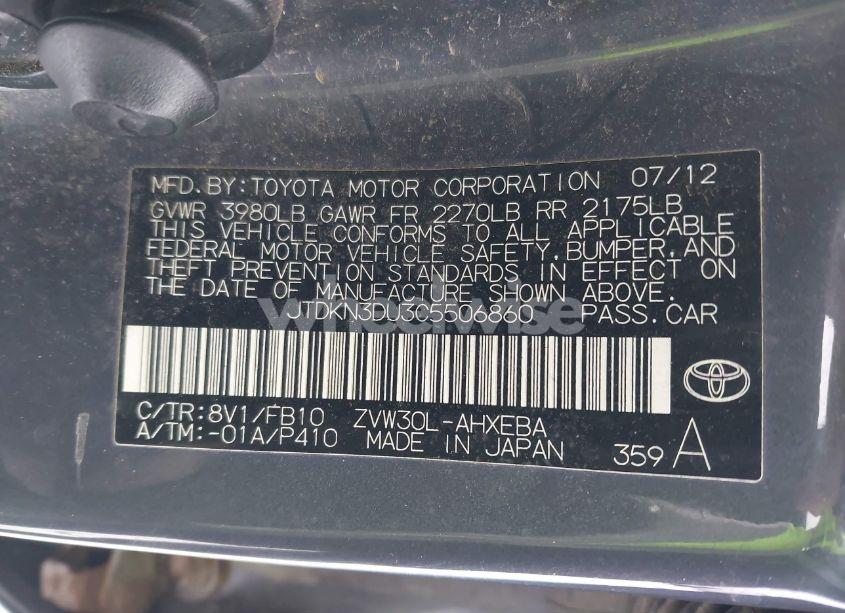 MFD. BY: TOYOTA MOTOR CORPORATION 07/12
GVWR 3980LB GAWR FR 2270LB RR 2175LB
THIS VEHICLE CONFORMS TO ALL APPLICABLE
FEDERAL MOTOR VEHICLE SAFETY, BUMPER, AND
THEFT PREVENTION STANDARDS IN EFFECT ON
THE DATE OF MANUFACTURE SHOWN ABOVE.
JTDKN3DU3C5506860 PASS. CAR
wheelwise
C/TR: 8V1/FB10 ZVW30L-AHXEBA
A/TM: -01A/P410 MADE IN JAPAN 359 A